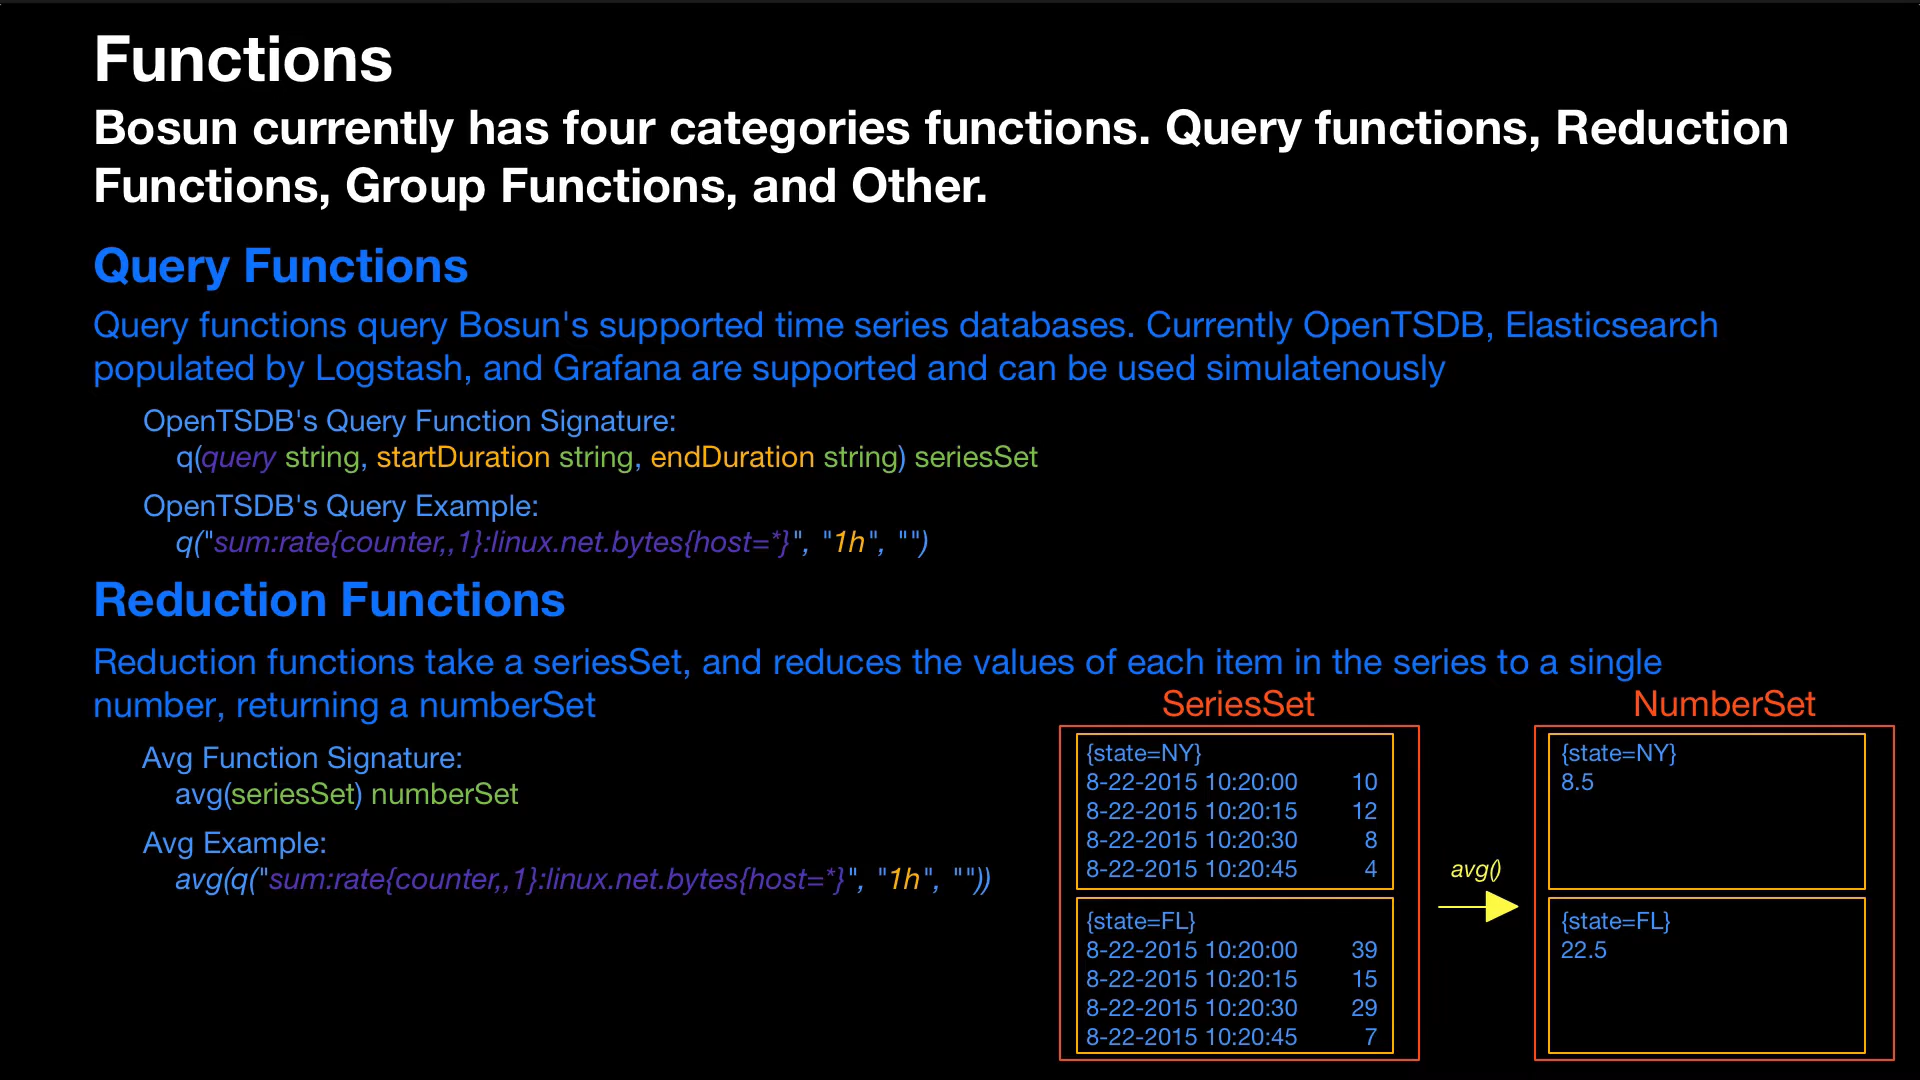 Functions
Bosun currently has four categories functions. Query functions, Reduction
Functions, Group Functions, and Other.
Query Functions
Query functions query Bosun's supported time series databases. Currently OpenTSDB, Elasticsearch
populated by Logstash, and Grafana are supported and can be used simulatenously
OpenTSDB's Query Function Signature:
q(query string, startDuration string, endDuration string) seriesSet
OpenTSDB's Query Example:
q("sum:rate{counter,,1}:linux.net.bytes{host=*}", "1h", "")
Reduction Functions
Reduction functions take a seriesSet, and reduces the values of each item in the series to a single
number, returning a numberSet
Avg Function Signature:
avg(seriesSet) numberSet
Avg Example:
avg(q("sum:rate{counter,,1}:linux.net.bytes{host=*}", "1h", ""))
SeriesSet
{state=NY}
8-22-2015 10:20:00 10
8-22-2015 10:20:15 12
8-22-2015 10:20:30 8
8-22-2015 10:20:45 4
{state=FL}
8-22-2015 10:20:00 39
8-22-2015 10:20:15 15
8-22-2015 10:20:30 29
8-22-2015 10:20:45 7
avg()
NumberSet
{state=NY}
8.5
{state=FL}
22.5